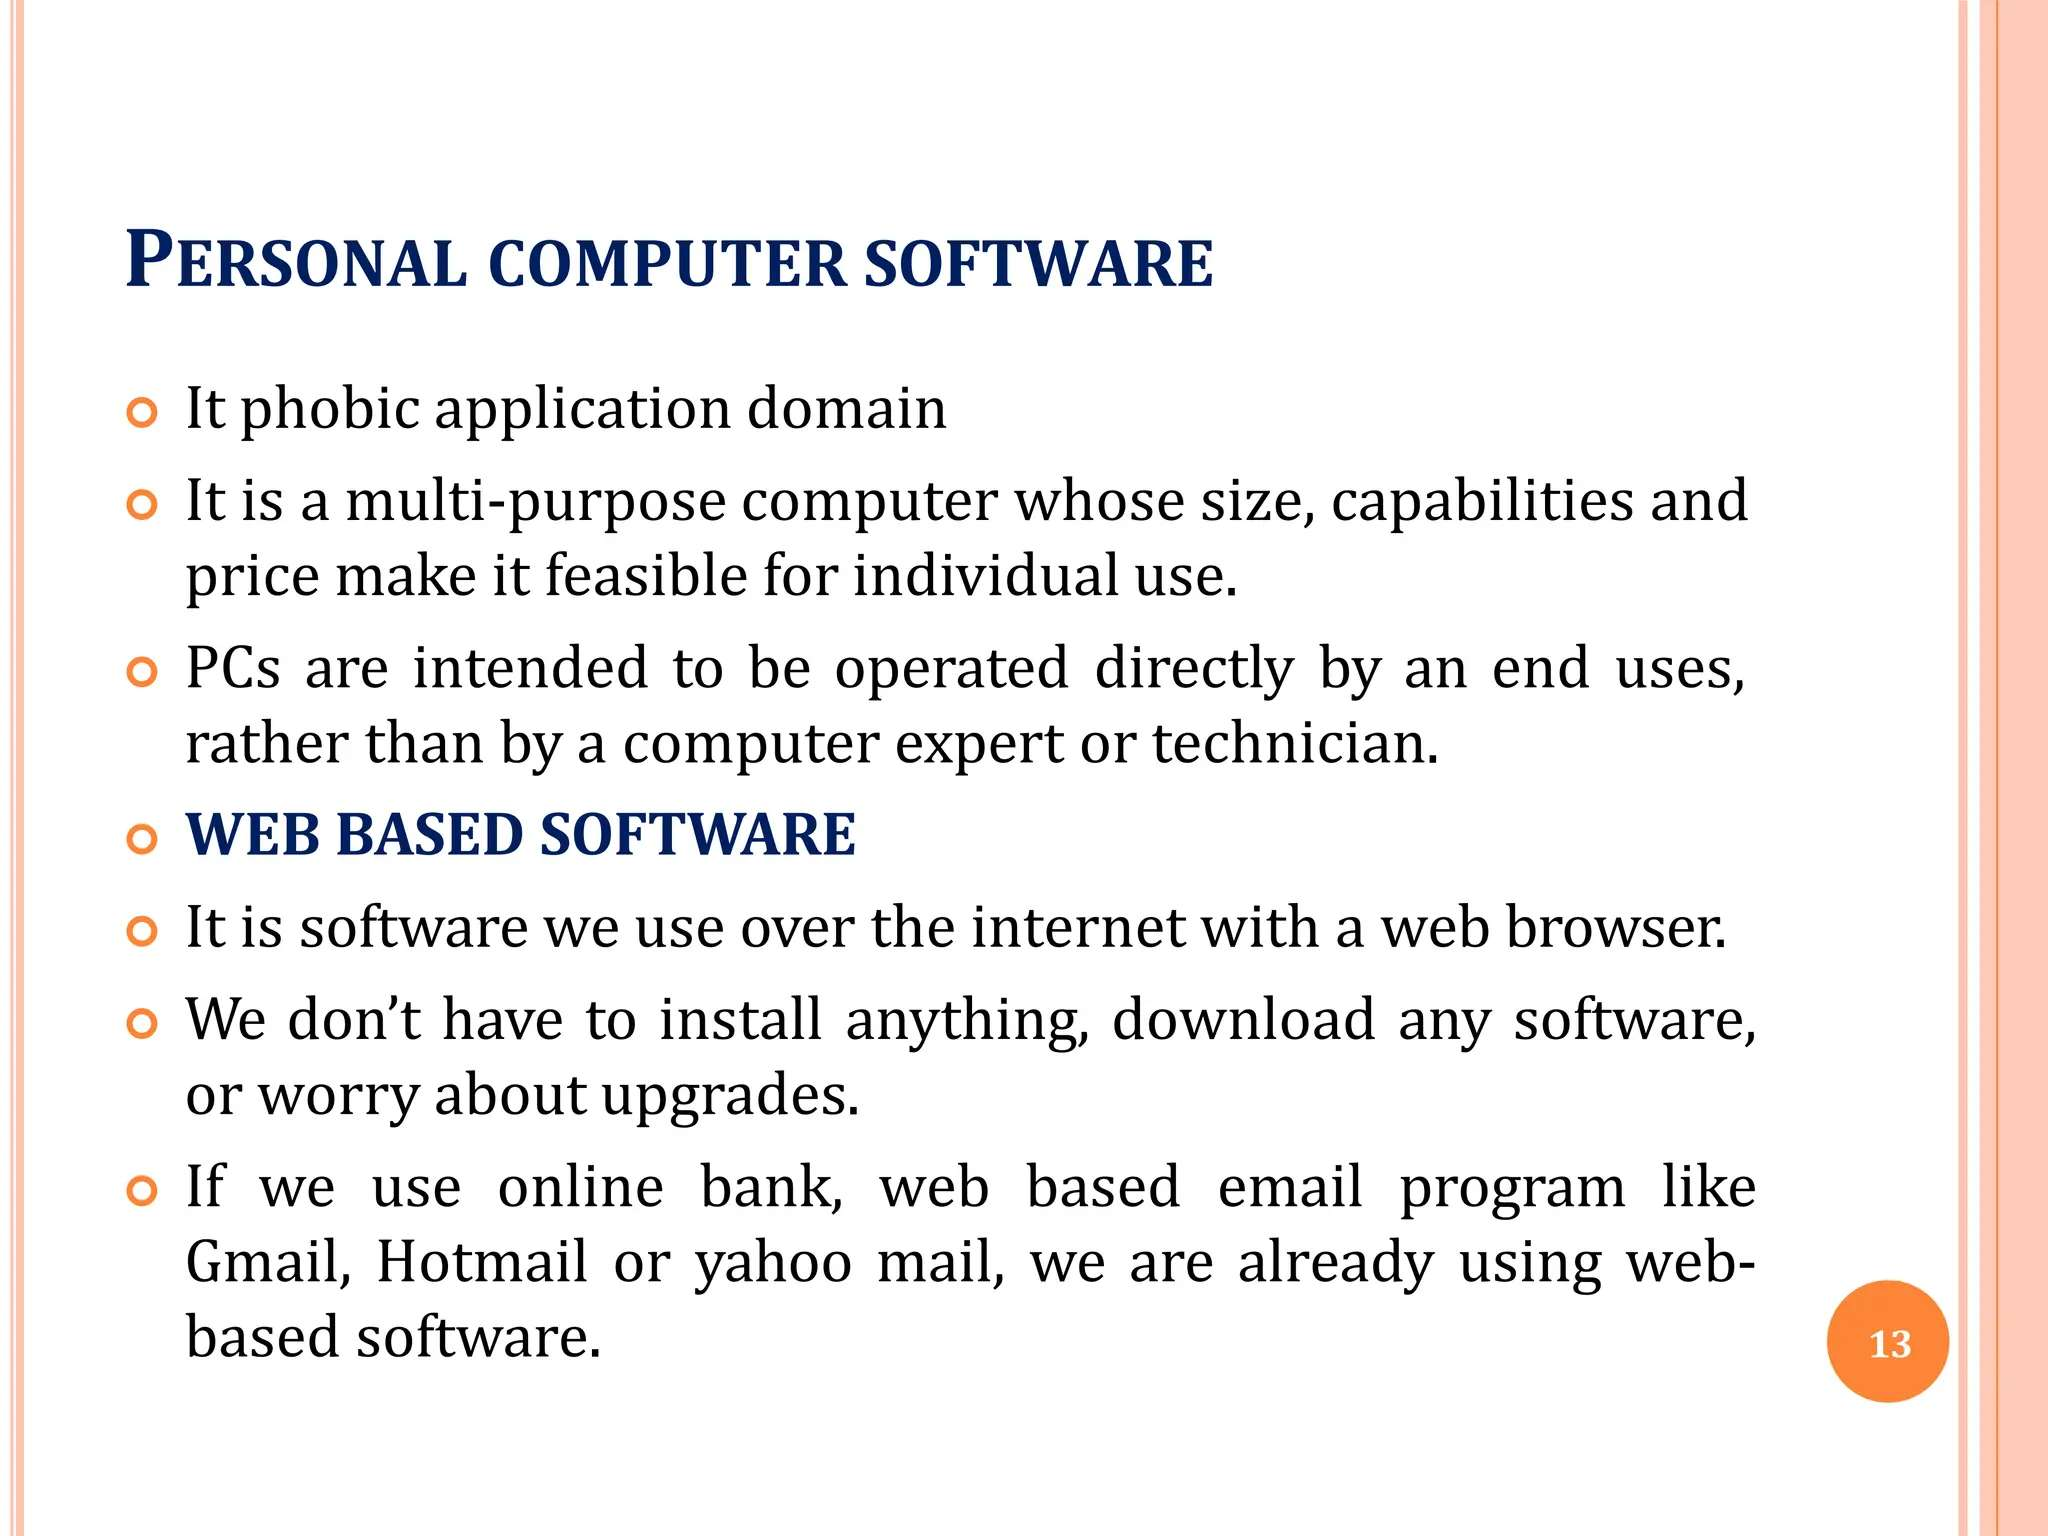 PERSONAL COMPUTER SOFTWARE
It phobic application domain
It is a multi-purpose computer whose size, capabilities and
price make it feasible for individual use.
PCs are intended to be operated directly by an end uses,
rather than by a computer expert or technician.
WEB BASED SOFTWARE
It is software we use over the internet with a web browser.
We don’t have to install anything, download any software,
or worry about upgrades.
If we use online bank, web based email program like
Gmail, Hotmail or yahoo mail, we are already using web-
based software.
13